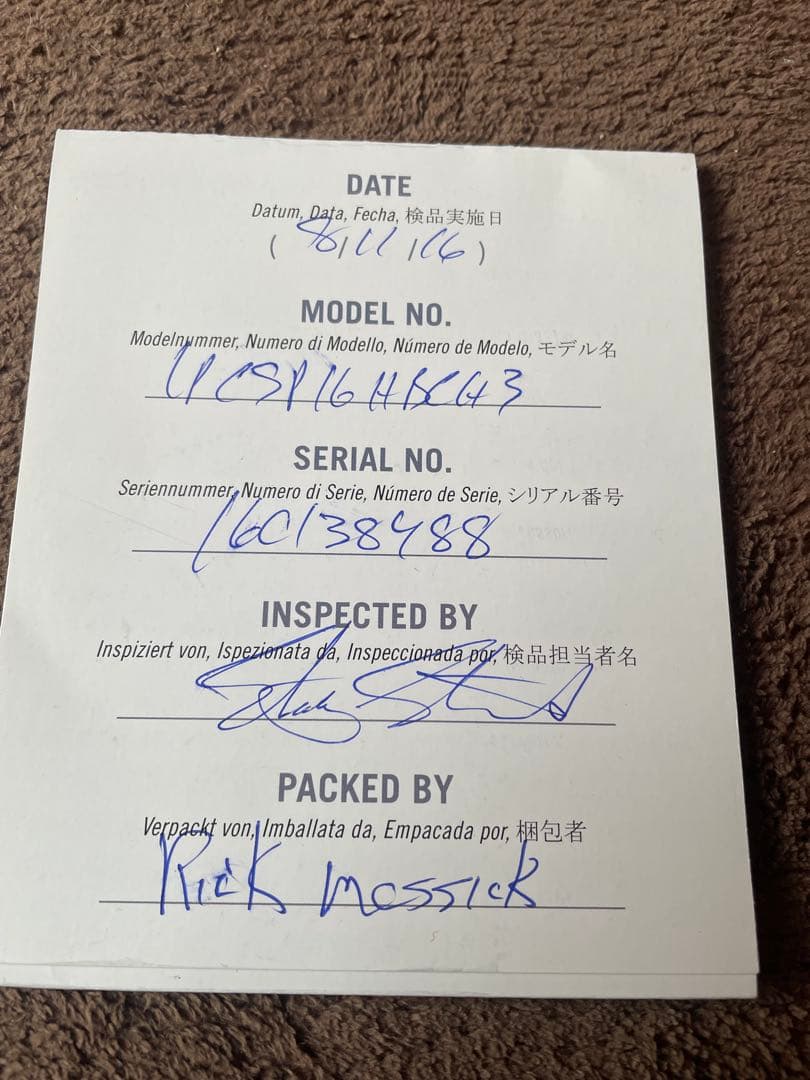 DATE
Datum, Data, Fecha, 検品実施日
( 8/11/16 )
MODEL NO.
Modelnummer, Numero di Modello, Número de Modelo, モデル名
UCSP16HBCH3
SERIAL NO.
Seriennummer, Numero di Serie, Número de Serie, シリアル番号
160138488
INSPECTED BY
Inspiziert von, Ispezionata da, Inspeccionada por, 検品担当者名
PACKED BY
Verpackt von, Imballata da, Empacada por, 梱包者
Rick Messick